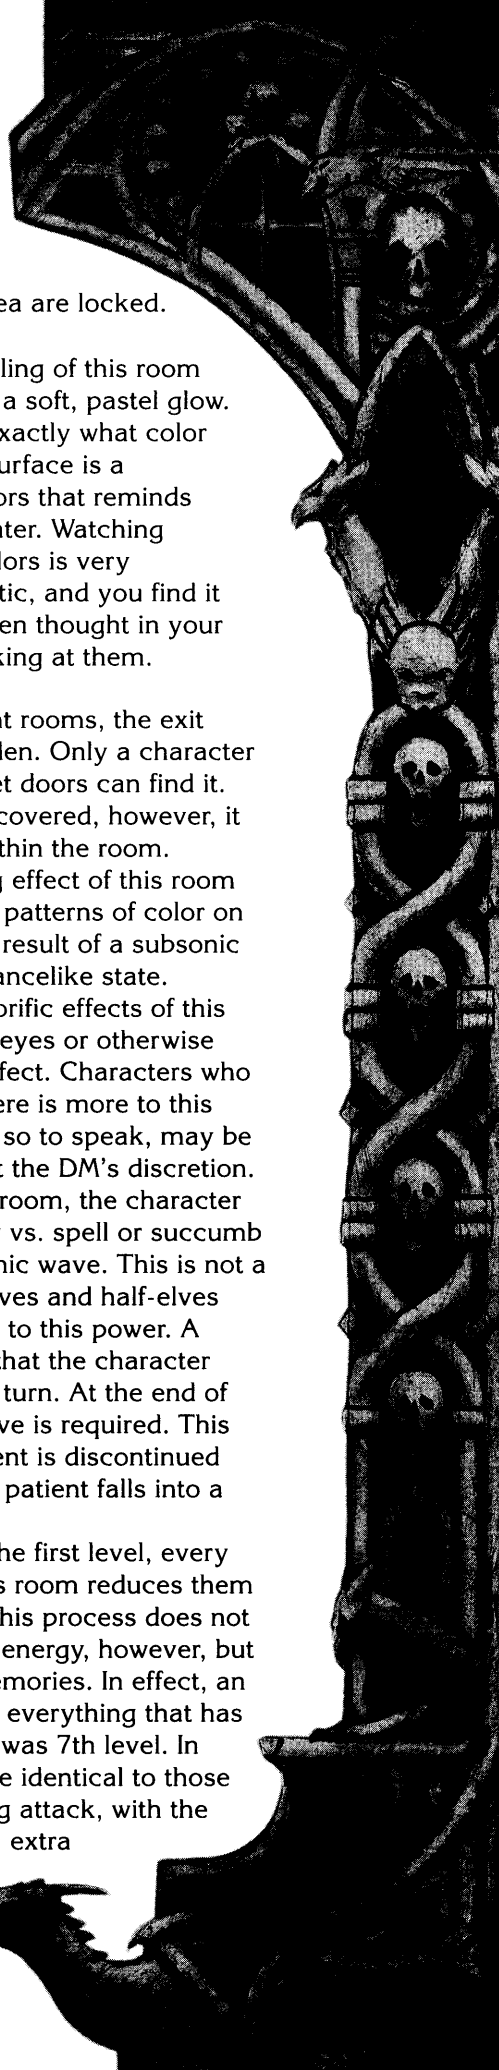 ea are locked.
ling of this room
a soft, pastel glow.
xactly what color
urface is a
ors that reminds
ater. Watching
lors is very
tic, and you find it
en thought in your
king at them.
nt rooms, the exit
den. Only a character
et doors can find it.
covered, however, it
thin the room.
g effect of this room
patterns of color on
result of a subsonic
ancelike state.
orific effects of this
eyes or otherwise
fect. Characters who
ere is more to this
so to speak, may be
t the DM's discretion.
room, the character
vs. spell or succumb
nic wave. This is not a
ves and half-elves
to this power. A
that the character
turn. At the end of
ve is required. This
ent is discontinued
patient falls into a
he first level, every
s room reduces them
his process does not
energy, however, but
emories. In effect, an
everything that has
was 7th level. In
e identical to those
g attack, with the
extra